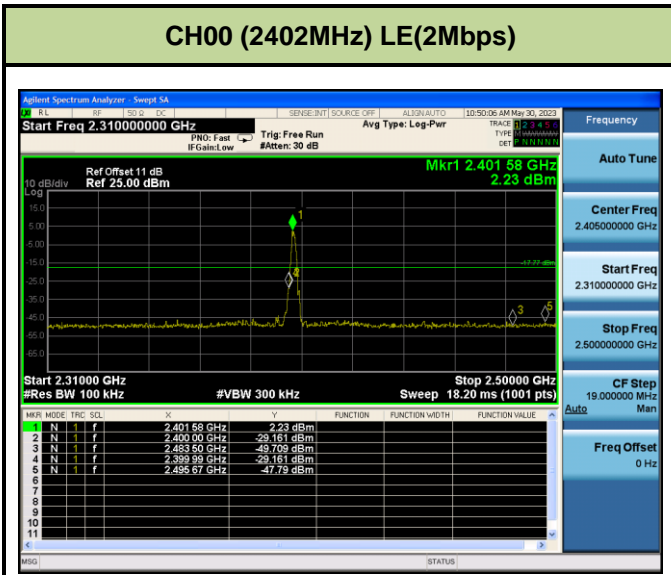 CH00 (2402MHz) LE(2Mbps)
Agilent Spectrum Analyzer - Swept SA
RL RF 50 Ω DC SENSE:INT SOURCE OFF ALIGN AUTO 10:50:06 AM May 30, 2023
Start Freq 2.310000000 GHz
PNO: Fast
IFGain:Low
Trig: Free Run
#Atten: 30 dB
Avg Type: Log-Pwr
TRACE 1 2 3 4 5 6
TYPE
DET P N N N N N
Frequency
Auto Tune
Center Freq
2.405000000 GHz
Start Freq
2.310000000 GHz
Stop Freq
2.500000000 GHz
CF Step
19.000000 MHz
Auto Man
Freq Offset
0 Hz
Ref Offset 11 dB
10 dB/div Ref 25.00 dBm
Log
Mkr1 2.401 58 GHz
2.23 dBm
15.0
5.00
-5.00
-15.0
-25.0
-35.0
-45.0
-55.0
-65.0
-17.77 dBm
1
3
5
Start 2.31000 GHz Stop 2.50000 GHz
#Res BW 100 kHz #VBW 300 kHz Sweep 18.20 ms (1001 pts)
MKR MODE TRC SCL X Y FUNCTION FUNCTION WIDTH FUNCTION VALUE
1 N 1 f 2.401 58 GHz 2.23 dBm
2 N 1 f 2.400 00 GHz -29.161 dBm
3 N 1 f 2.483 50 GHz -49.709 dBm
4 N 1 f 2.399 99 GHz -29.161 dBm
5 N 1 f 2.495 67 GHz -47.79 dBm
6
7
8
9
10
11
MSG STATUS